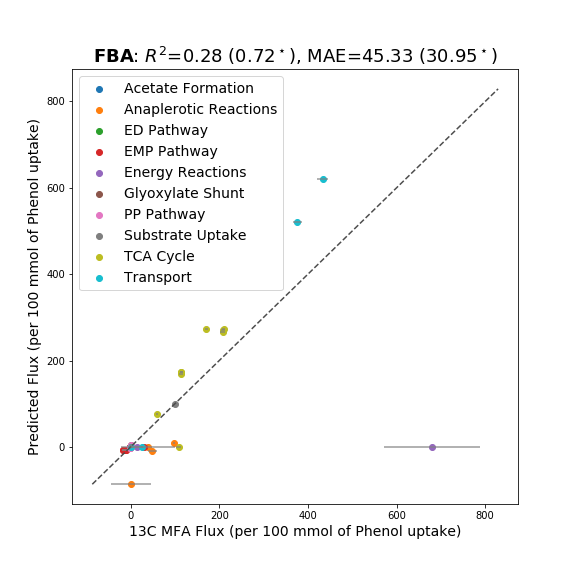 FBA: R²=0.28 (0.72*), MAE=45.33 (30.95*)
Acetate Formation
Anaplerotic Reactions
ED Pathway
EMP Pathway
Energy Reactions
Glyoxylate Shunt
PP Pathway
Substrate Uptake
TCA Cycle
Transport
Predicted Flux (per 100 mmol of Phenol uptake)
800
600
400
200
0
0 200 400 600 800
13C MFA Flux (per 100 mmol of Phenol uptake)